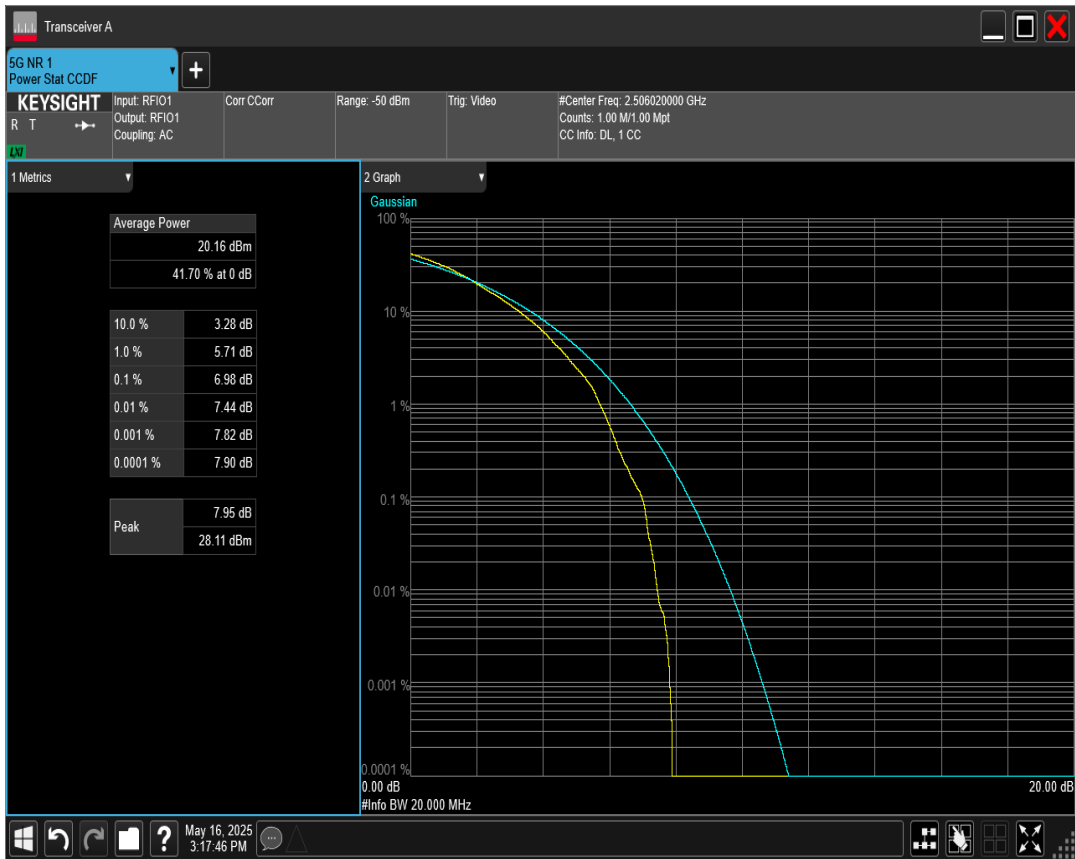 Transceiver A
5G NR 1
Power Stat CCDF
+
KEYSIGHT
R T
LXI
Input: RFIO1
Output: RFIO1
Coupling: AC
Corr CCorr
Range: -50 dBm
Trig: Video
#Center Freq: 2.506020000 GHz
Counts: 1.00 M/1.00 Mpt
CC Info: DL, 1 CC
1 Metrics
Average Power
20.16 dBm
41.70 % at 0 dB
10.0 % 3.28 dB
1.0 % 5.71 dB
0.1 % 6.98 dB
0.01 % 7.44 dB
0.001 % 7.82 dB
0.0001 % 7.90 dB
Peak
7.95 dB
28.11 dBm
2 Graph
Gaussian
100 %
10 %
1 %
0.1 %
0.01 %
0.001 %
0.0001 %
0.00 dB 20.00 dB
#Info BW 20.000 MHz
?
May 16, 2025
3:17:46 PM